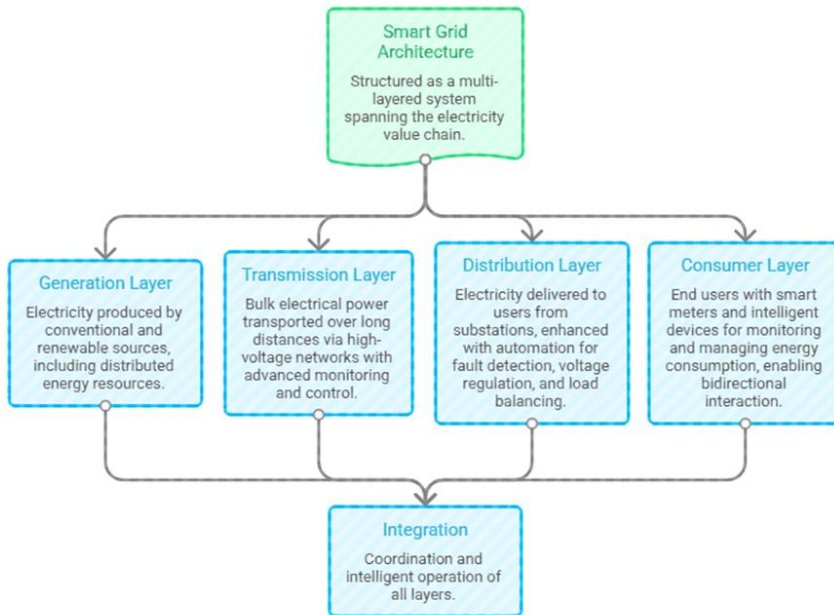 Smart Grid
Architecture
Structured as a multi-
layered system
spanning the electricity
value chain.
Generation Layer
Electricity produced by
conventional and
renewable sources,
including distributed
energy resources.
Transmission Layer
Bulk electrical power
transported over long
distances via high-
voltage networks with
advanced monitoring
and control.
Distribution Layer
Electricity delivered to
users from
substations, enhanced
with automation for
fault detection, voltage
regulation, and load
balancing.
Consumer Layer
End users with smart
meters and intelligent
devices for monitoring
and managing energy
consumption, enabling
bidirectional
interaction.
Integration
Coordination and
intelligent operation of
all layers.